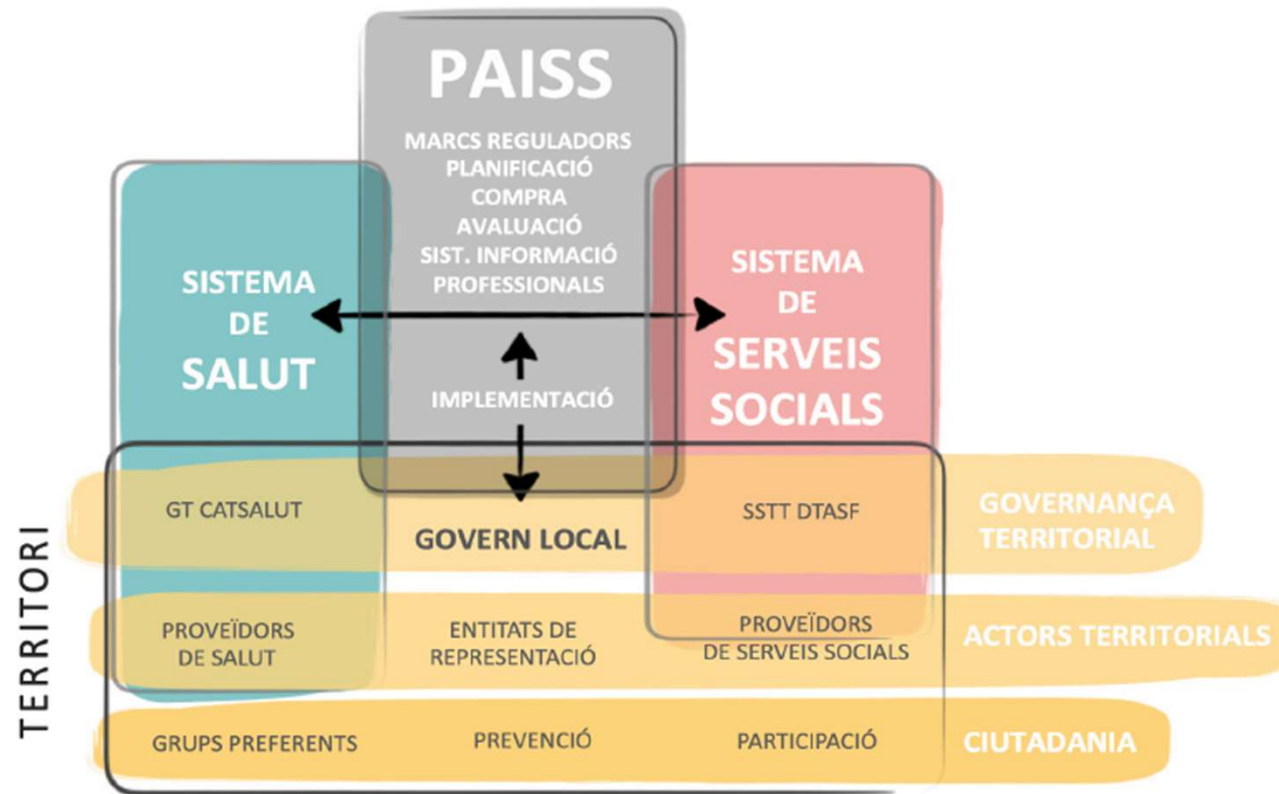 PAISS
MARCS REGULADORS
PLANIFICACIÓ
COMPRA
AVALUACIÓ
SIST. INFORMACIÓ
PROFESSIONALS
SISTEMA
DE
SALUT
SISTEMA
DE
SERVEIS
SOCIALS
IMPLEMENTACIÓ
TERRITORI
GT CATSALUT
GOVERN LOCAL
SSTT DTASF
GOVERNANÇA
TERRITORIAL
PROVEÏDORS
DE SALUT
ENTITATS DE
REPRESENTACIÓ
PROVEÏDORS
DE SERVEIS SOCIALS
ACTORS TERRITORIALS
GRUPS PREFERENTS
PREVENCIÓ
PARTICIPACIÓ
CIUTADANIA